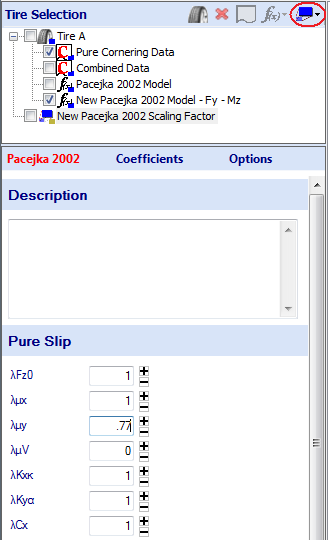 Tire Selection
Tire A
Pure Cornering Data
Combined Data
Pacejka 2002 Model
New Pacejka 2002 Model - Fy - Mz
New Pacejka 2002 Scaling Factor
Pacejka 2002 Coefficients Options
Description
Pure Slip
λFz0 1
λμx 1
λμy .77
λμV 0
λKxκ 1
λKyα 1
λCx 1